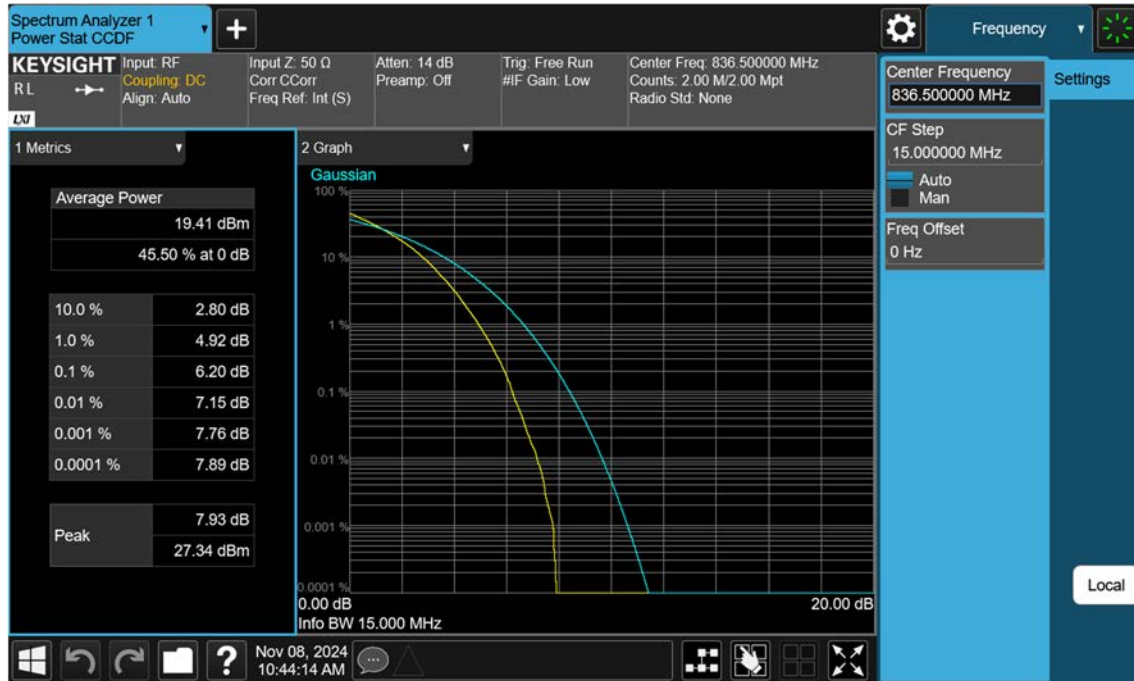 Spectrum Analyzer 1
Power Stat CCDF
Frequency
KEYSIGHT
RL
LXI
Input: RF
Coupling: DC
Align: Auto
Input Z: 50 Ω
Corr CCorr
Freq Ref: Int (S)
Atten: 14 dB
Preamp: Off
Trig: Free Run
#IF Gain: Low
Center Freq: 836.500000 MHz
Counts: 2.00 M/2.00 Mpt
Radio Std: None
Center Frequency
836.500000 MHz
Settings
CF Step
15.000000 MHz
Auto
Man
Freq Offset
0 Hz
Local
1 Metrics
Average Power
19.41 dBm
45.50 % at 0 dB
10.0 % 2.80 dB
1.0 % 4.92 dB
0.1 % 6.20 dB
0.01 % 7.15 dB
0.001 % 7.76 dB
0.0001 % 7.89 dB
Peak
7.93 dB
27.34 dBm
2 Graph
Gaussian
100 %
10 %
1 %
0.1 %
0.01 %
0.001 %
0.0001 %
0.00 dB 20.00 dB
Info BW 15.000 MHz
?
Nov 08, 2024
10:44:14 AM